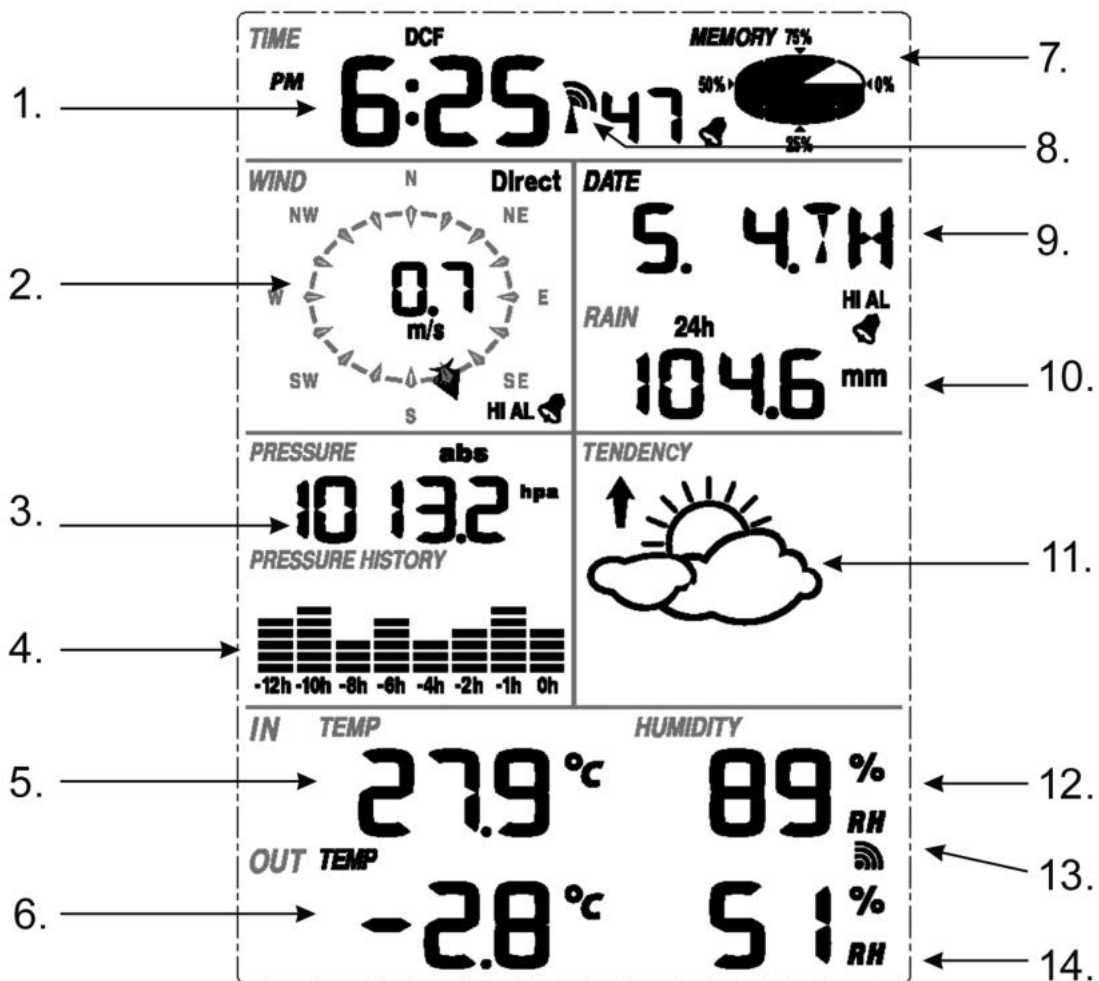 TIME DCF MEMORY 75%
7.
1. PM 6:25 47 50% 0%
25%
8.
WIND N Direct DATE
NW NE
5. 4. TH
9.
2. W 0.7 E
m/s
HI AL
RAIN 24h
SW SE
104.6 mm
10.
S HI AL
PRESSURE abs TENDENCY
3. 1013.2 hpa
PRESSURE HISTORY
11.
4.
-12h -10h -8h -6h -4h -2h -1h 0h
IN TEMP HUMIDITY
5. 27.9 °C 89 % RH 12.
13.
OUT TEMP
6. -2.8 °C 51 % RH 14.